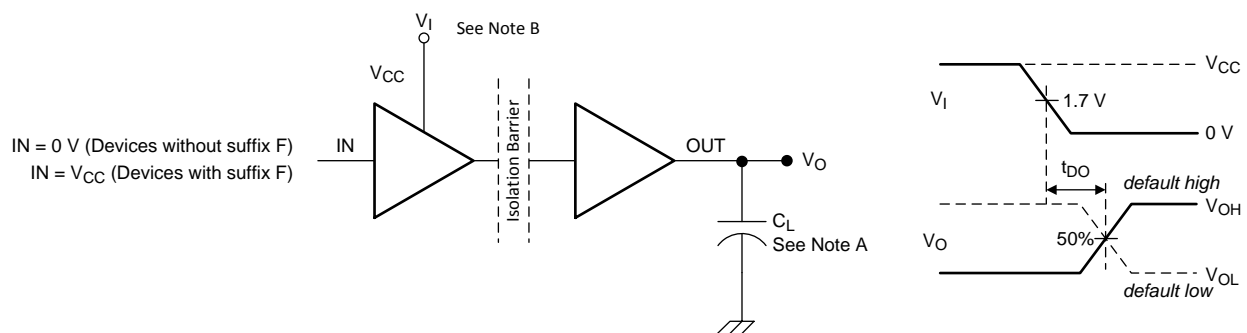 V_I
See Note B
V_CC
IN = 0 V (Devices without suffix F)
IN = V_CC (Devices with suffix F)
IN
Isolation Barrier
OUT
V_O
C_L
See Note A
V_CC
V_I
1.7 V
0 V
t_DO
default high
V_OH
V_O
50%
V_OL
default low